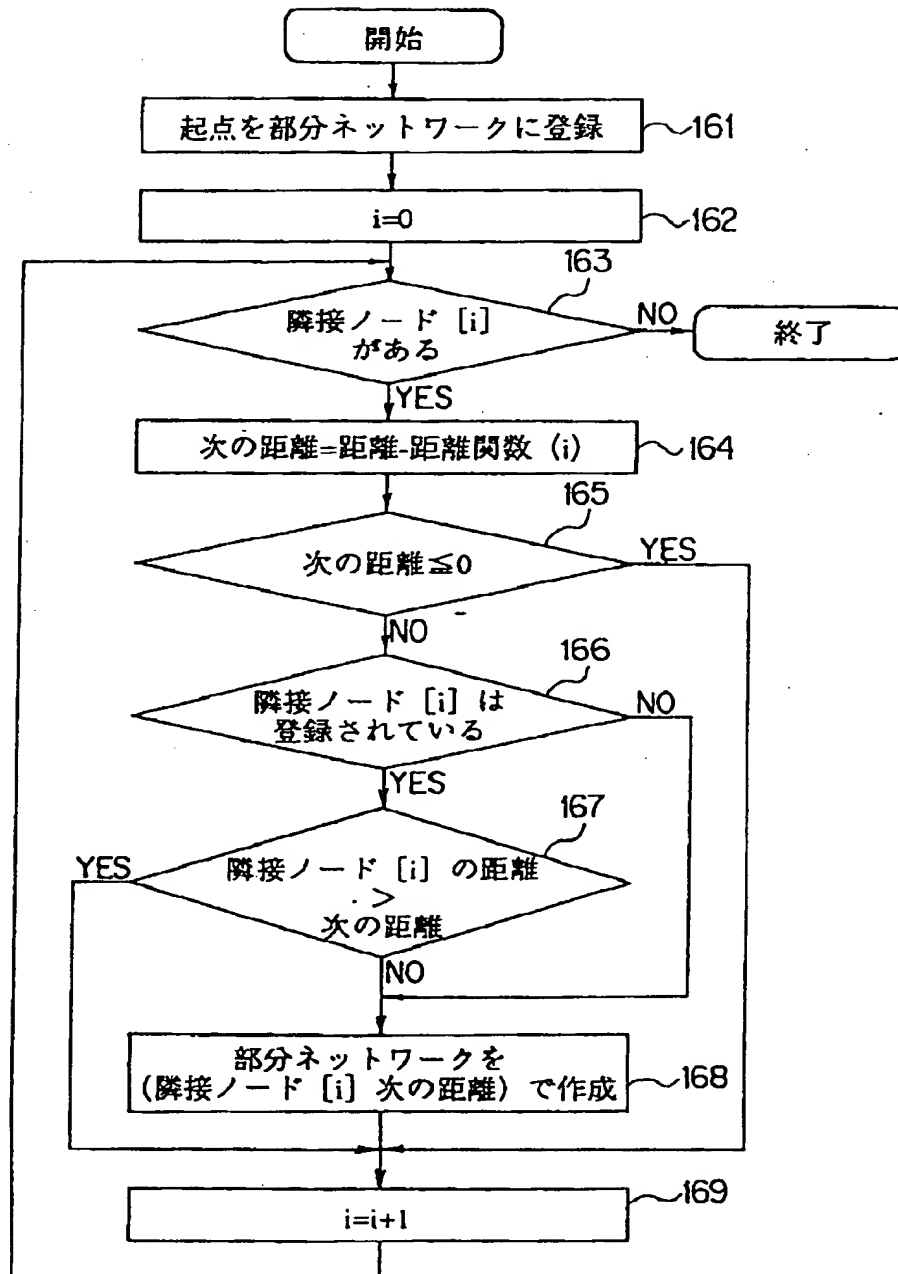 開始
起点を部分ネットワークに登録
161
i=0
162
163
隣接ノード [i]
がある
NO
終了
YES
次の距離=距離-距離関数 (i)
164
165
次の距離≦0
YES
NO
166
隣接ノード [i] は
登録されている
NO
YES
167
YES
隣接ノード [i] の距離
>
次の距離
NO
部分ネットワークを
(隣接ノード [i] 次の距離) で作成
168
i=i+1
169